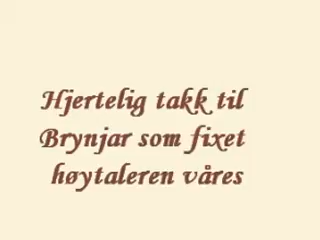 Hjertelig takk til
Brynjar som fixet
høytaleren våres